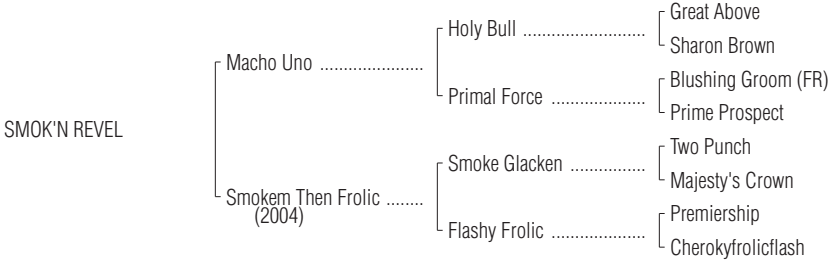 Great Above
Holy Bull ..........................
Sharon Brown
Macho Uno ......................
Blushing Groom (FR)
Primal Force ....................
Prime Prospect
SMOK'N REVEL
Two Punch
Smoke Glacken ................
Majesty's Crown
Smokem Then Frolic ........
(2004)
Premiership
Flashy Frolic ....................
Cherokyfrolicflash